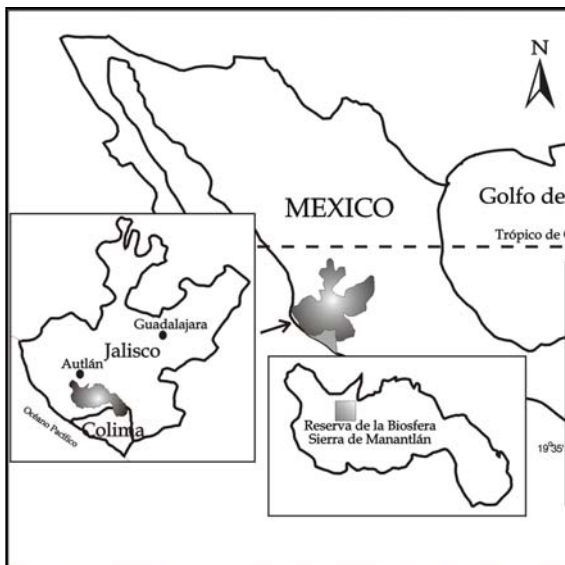 N
MEXICO
Golfo de
Trópico de
Guadalajara
Jalisco
Autlán
Colima
Océano Pacífico
Reserva de la Biosfera
Sierra de Manantlán
19°35'